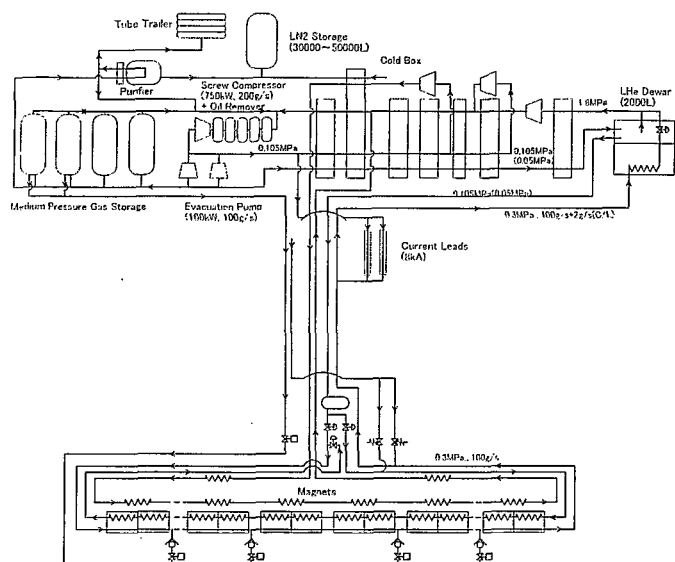 Tube Trailer
LN2 Storage
(30000~50000L)
Cold Box
Purifier
Screw Compressor
(750kW, 200g/s)
+ Oil Remover
LHe Dewar
(2000L)
1.6MPa
0.105MPa
0.105MPa
(0.05MPa)
Medium Pressure Gas Storage
Evacuation Pump
(160kW, 100g/s)
0.105MPa(0.05MPa)
0.3MPa, 100g/s+2g/s(C/L)
Current Leads
(8kA)
0.3MPa, 100g/s
Magnets